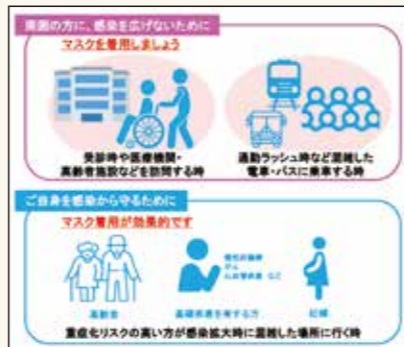 周囲の方に、感染を広げないために
マスクを着用しましょう
受診時や医療機関・
高齢者施設などを訪問する時
通勤ラッシュ時など混雑した
電車・バスに乗車する時
ご自身を感染から守るために
マスク着用が効果的です
高齢者
基礎疾患を有する方
妊婦
重症化リスクの高い方が感染拡大時に混雑した場所に行く時